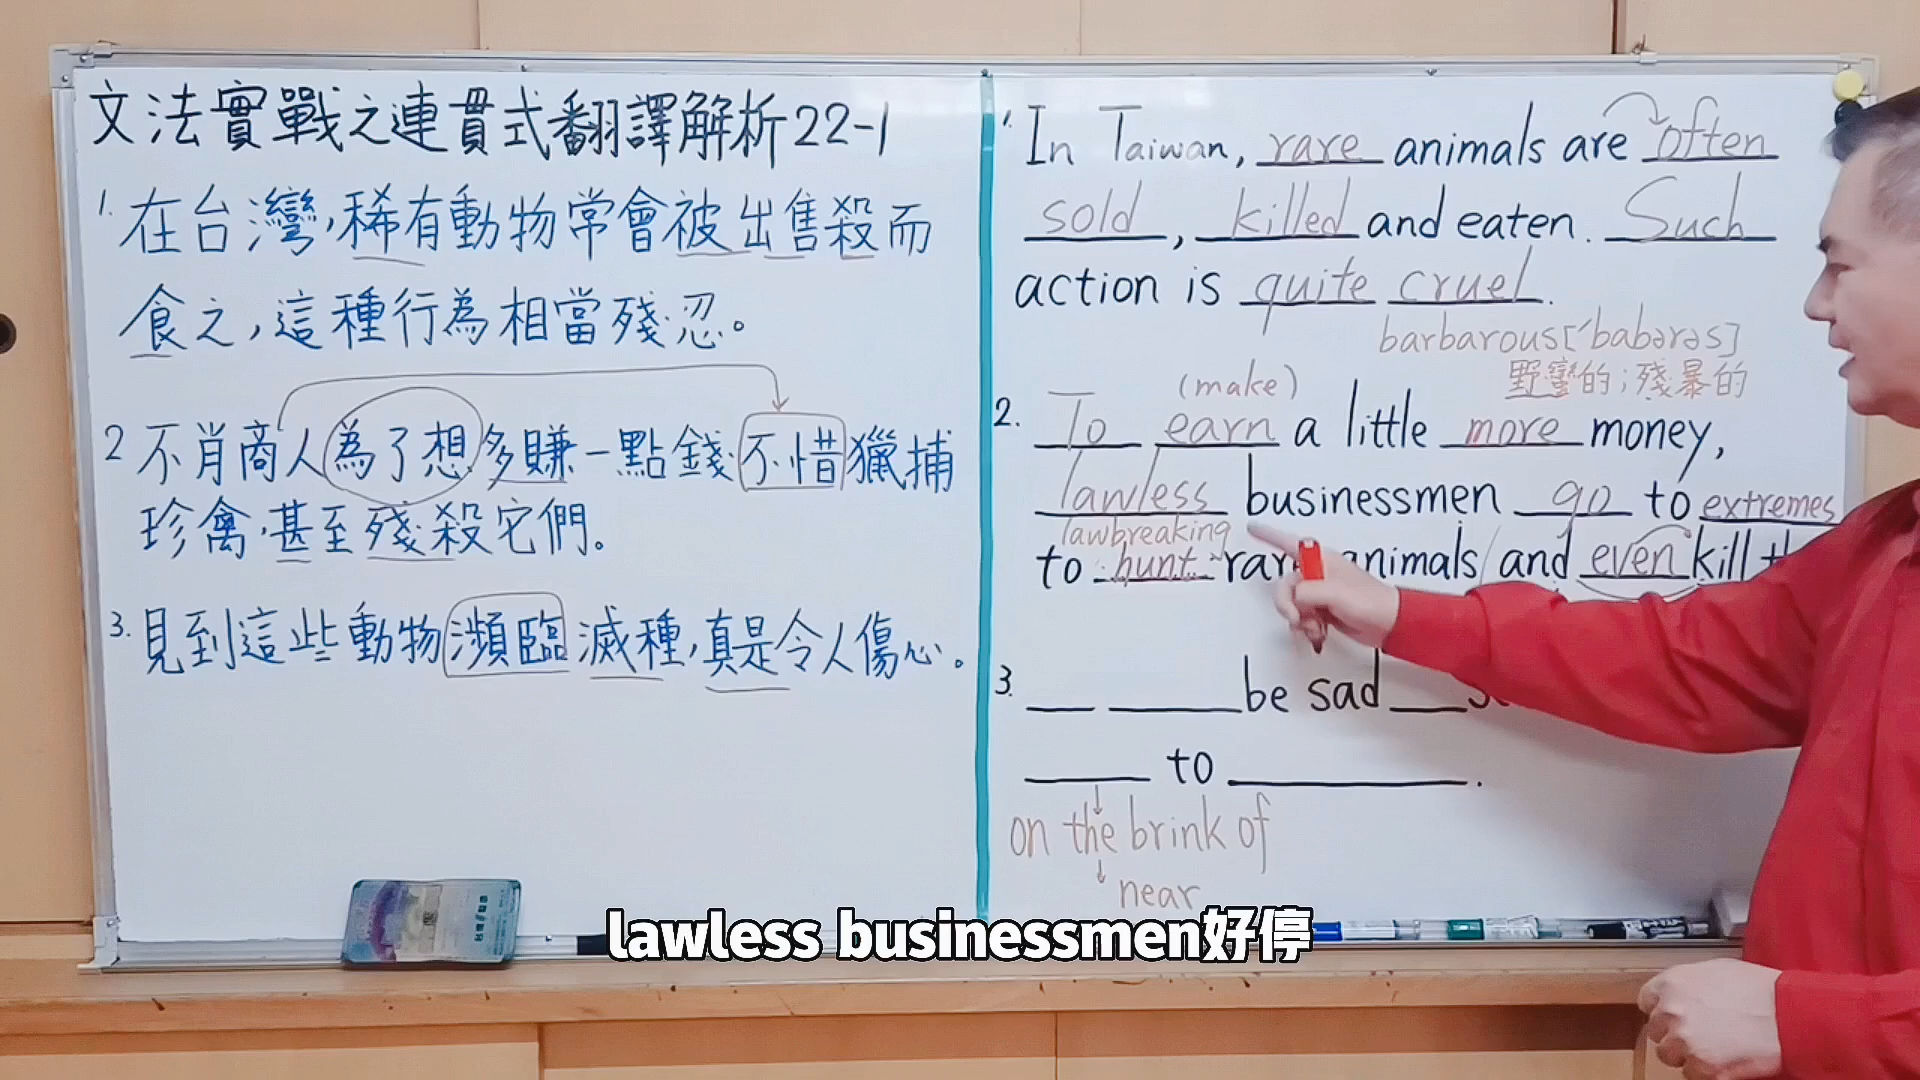 文法實戰之連貫式翻譯解析22-1
1. 在台灣,稀有動物常會被出售殺而
食之,這種行為相當殘忍。
2 不肖商人為了想多賺一點錢不惜獵捕
珍禽,甚至殘殺它們。
3. 見到這些動物瀕臨滅種,真是令人傷心。
1. In Taiwan, rare animals are often
sold, killed and eaten. Such
action is quite cruel.
barbarous['babərəs]
野蠻的;殘暴的
(make)
2. To earn a little more money,
lawless businessmen go to extremes
lawbreaking
to hunt animals and even kill
3. be sad
to .
on the brink of
near
lawless businessmen好停